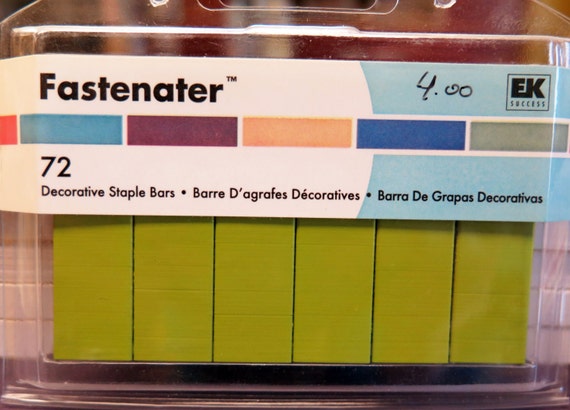 Fastenater™
4.00
EK
SUCCESS
72
Decorative Staple Bars • Barre D'agrafes Décoratives • Barra De Grapas Decorativas